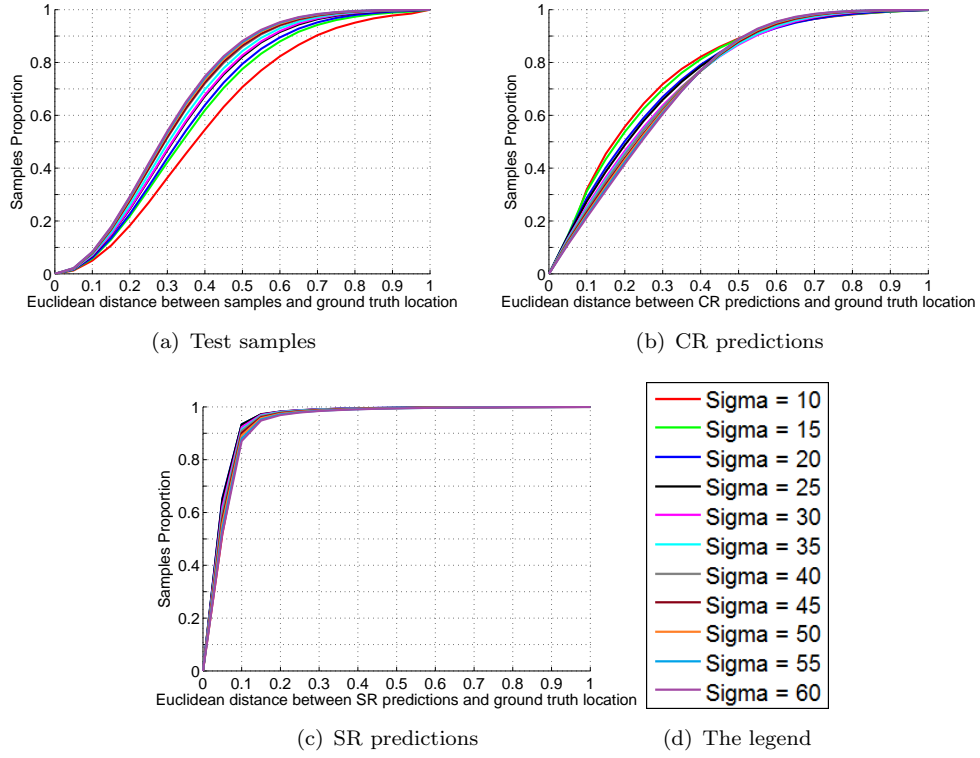 1
0.8
0.6
0.4
0.2
0
Samples Proportion
0 0.1 0.2 0.3 0.4 0.5 0.6 0.7 0.8 0.9 1
Euclidean distance between samples and ground truth location
(a) Test samples
1
0.8
0.6
0.4
0.2
0
Samples Proportion
0 0.1 0.2 0.3 0.4 0.5 0.6 0.7 0.8 0.9 1
Euclidean distance between CR predictions and ground truth location
(b) CR predictions
1
0.8
0.6
0.4
0.2
0
Samples Proportion
0 0.1 0.2 0.3 0.4 0.5 0.6 0.7 0.8 0.9 1
Euclidean distance between SR predictions and ground truth location
(c) SR predictions
Sigma = 10
Sigma = 15
Sigma = 20
Sigma = 25
Sigma = 30
Sigma = 35
Sigma = 40
Sigma = 45
Sigma = 50
Sigma = 55
Sigma = 60
(d) The legend